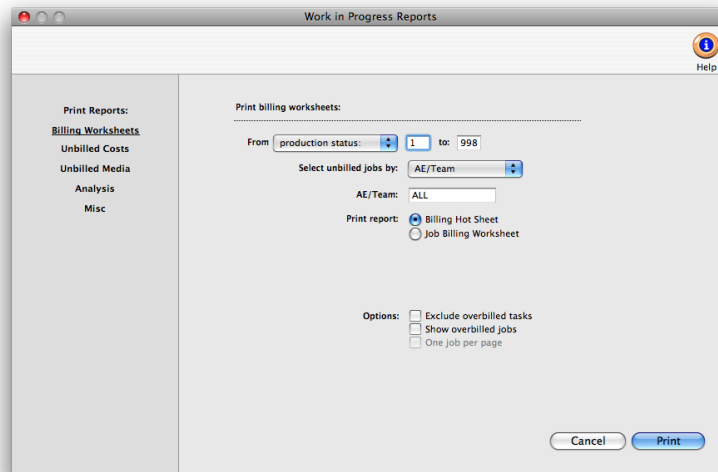 Work in Progress Reports
Help
Print Reports:
Billing Worksheets
Unbilled Costs
Unbilled Media
Analysis
Misc
Print billing worksheets:
From production status: 1 to: 998
Select unbilled jobs by: AE/Team
AE/Team: ALL
Print report: Billing Hot Sheet
Job Billing Worksheet
Options: Exclude overbilled tasks
Show overbilled jobs
One job per page
Cancel Print